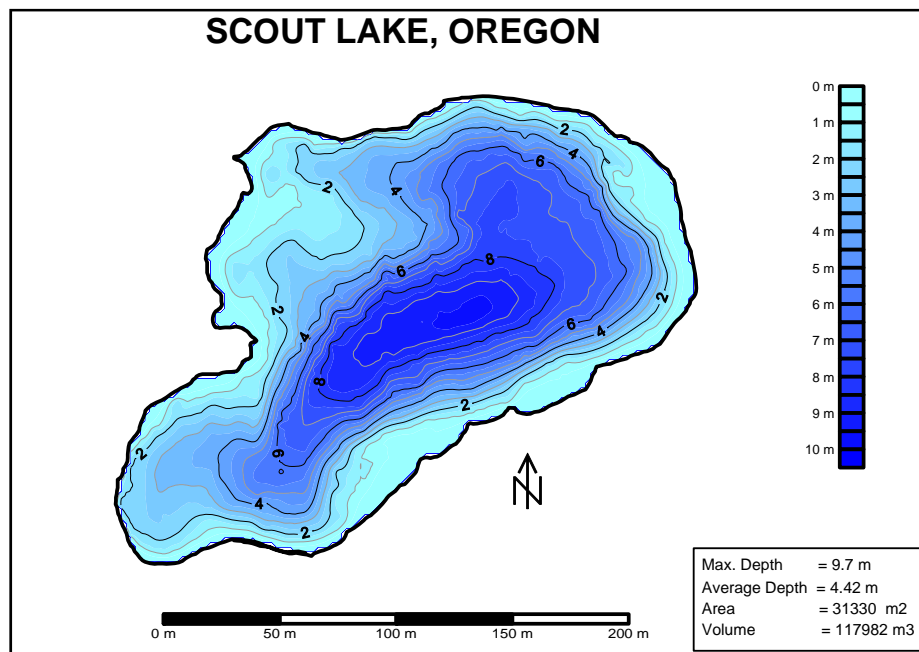 SCOUT LAKE, OREGON
0 m
1 m
2 m
3 m
4 m
5 m
6 m
7 m
8 m
9 m
10 m
2
4
6
2
4
8
6
2
2
4
6
4
8
2
2
6
4
2
N
Max. Depth = 9.7 m
Average Depth = 4.42 m
Area = 31330 m2
Volume = 117982 m3
0 m 50 m 100 m 150 m 200 m